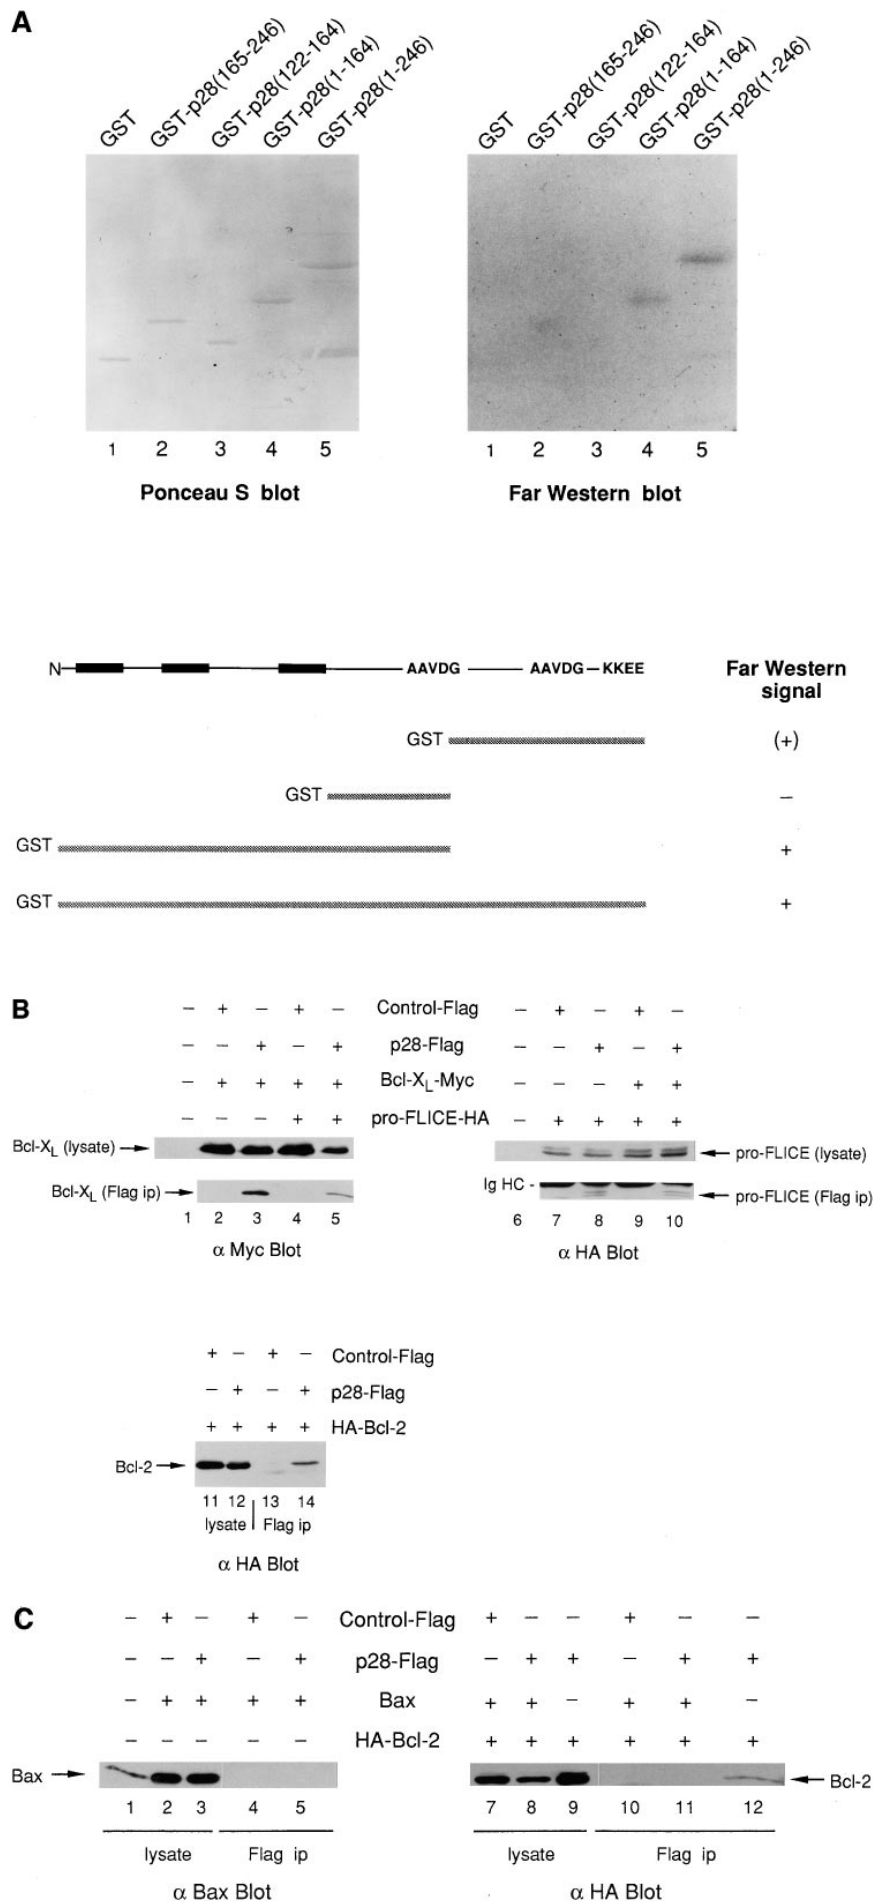 A
GST GST-p28(165-246) GST-p28(122-164) GST-p28(1-164) GST-p28(1-246)
GST GST-p28(165-246) GST-p28(122-164) GST-p28(1-164) GST-p28(1-246)
1 2 3 4 5
1 2 3 4 5
Ponceau S blot
Far Western blot
N AAVDG AAVDG KKEE
Far Western
signal
GST (+)
GST −
GST +
GST +
B
− + − + − Control-Flag − + − + −
− − + − + p28-Flag − − + − +
− + + + + Bcl-XL-Myc − − − + +
− − − + + pro-FLICE-HA − + + + +
Bcl-XL (lysate)
pro-FLICE (lysate)
Bcl-XL (Flag ip)
Ig HC -
pro-FLICE (Flag ip)
1 2 3 4 5
6 7 8 9 10
α Myc Blot
α HA Blot
+ − + − Control-Flag
− + − + p28-Flag
+ + + + HA-Bcl-2
Bcl-2
11 12 13 14
lysate Flag ip
α HA Blot
C
− + − + − Control-Flag + − − + − −
− − + − + p28-Flag − + + − + +
− + + + + Bax + + − + + −
− − − − − HA-Bcl-2 + + + + + +
Bax
Bcl-2
1 2 3 4 5
7 8 9 10 11 12
lysate Flag ip
lysate Flag ip
α Bax Blot
α HA Blot